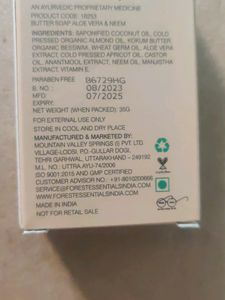 AN AYURVEDIC PROPRIETARY MEDICINE
PRODUCT CODE: 18253
BUTTER SOAP ALOE VERA & NEEM
INGREDIENTS: SAPONIFIED COCONUT OIL, COLD
PRESSED ORGANIC ALMOND OIL, KOKUM BUTTER,
ORGANIC BEESWAX, WHEAT GERM OIL, ALOE VERA
EXTRACT, COLD PRESSED APRICOT OIL, CASTOR
OIL, ANANTMOOL EXTRACT, NEEM OIL, MANJISTHA
EXTRACT, VITAMIN E.
PARABEN FREE
B. NO: B6729HG
MFD: 08/2023
EXPIRY: 07/2025
NET WEIGHT (WHEN PACKED): 35G
FOR EXTERNAL USE ONLY
STORE IN COOL AND DRY PLACE
MANUFACTURED & MARKETED BY:
MOUNTAIN VALLEY SPRINGS (I) PVT. LTD.
VILLAGE-LODSI, P.O.-GULLAR DOGI,
TEHRI GARHWAL, UTTARAKHAND - 249192
M.L. NO.: UTTRA AYU-74/2006
ISO 9001:2015 AND GMP CERTIFIED
CUSTOMER ADVISOR NO.: +91-8010200666
SERVICE@FORESTESSENTIALSINDIA.COM
WWW.FORESTESSENTIALSINDIA.COM
MADE IN INDIA
NOT FOR RETAIL SALE